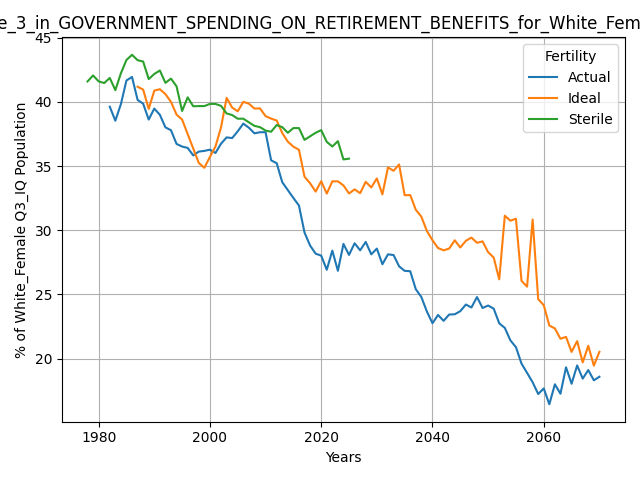 e_3_in_GOVERNMENT_SPENDING_ON_RETIREMENT_BENEFITS_for_White_Fem
% of White_Female Q3_IQ Population
45
40
35
30
25
20
Fertility
Actual
Ideal
Sterile
1980
2000
2020
2040
2060
Years